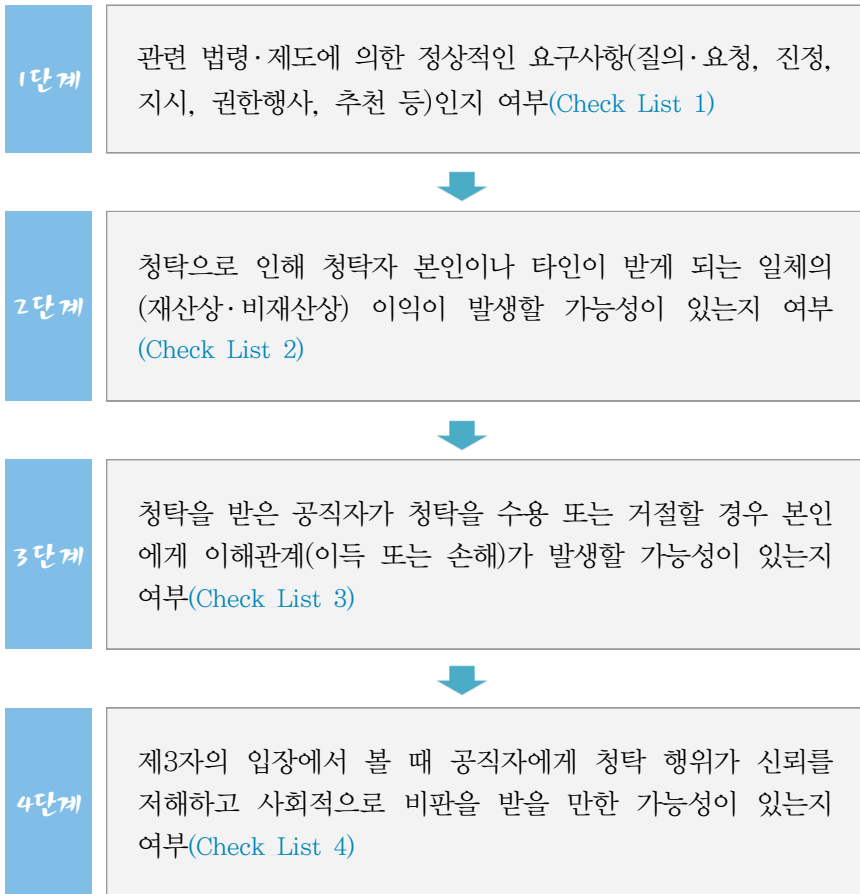 1단계
관련 법령·제도에 의한 정상적인 요구사항(질의·요청, 진정,
지시, 권한행사, 추천 등)인지 여부(Check List 1)
2단계
청탁으로 인해 청탁자 본인이나 타인이 받게 되는 일체의
(재산상·비재산상) 이익이 발생할 가능성이 있는지 여부
(Check List 2)
3단계
청탁을 받은 공직자가 청탁을 수용 또는 거절할 경우 본인
에게 이해관계(이득 또는 손해)가 발생할 가능성이 있는지
여부(Check List 3)
4단계
제3자의 입장에서 볼 때 공직자에게 청탁 행위가 신뢰를
저해하고 사회적으로 비판을 받을 만한 가능성이 있는지
여부(Check List 4)